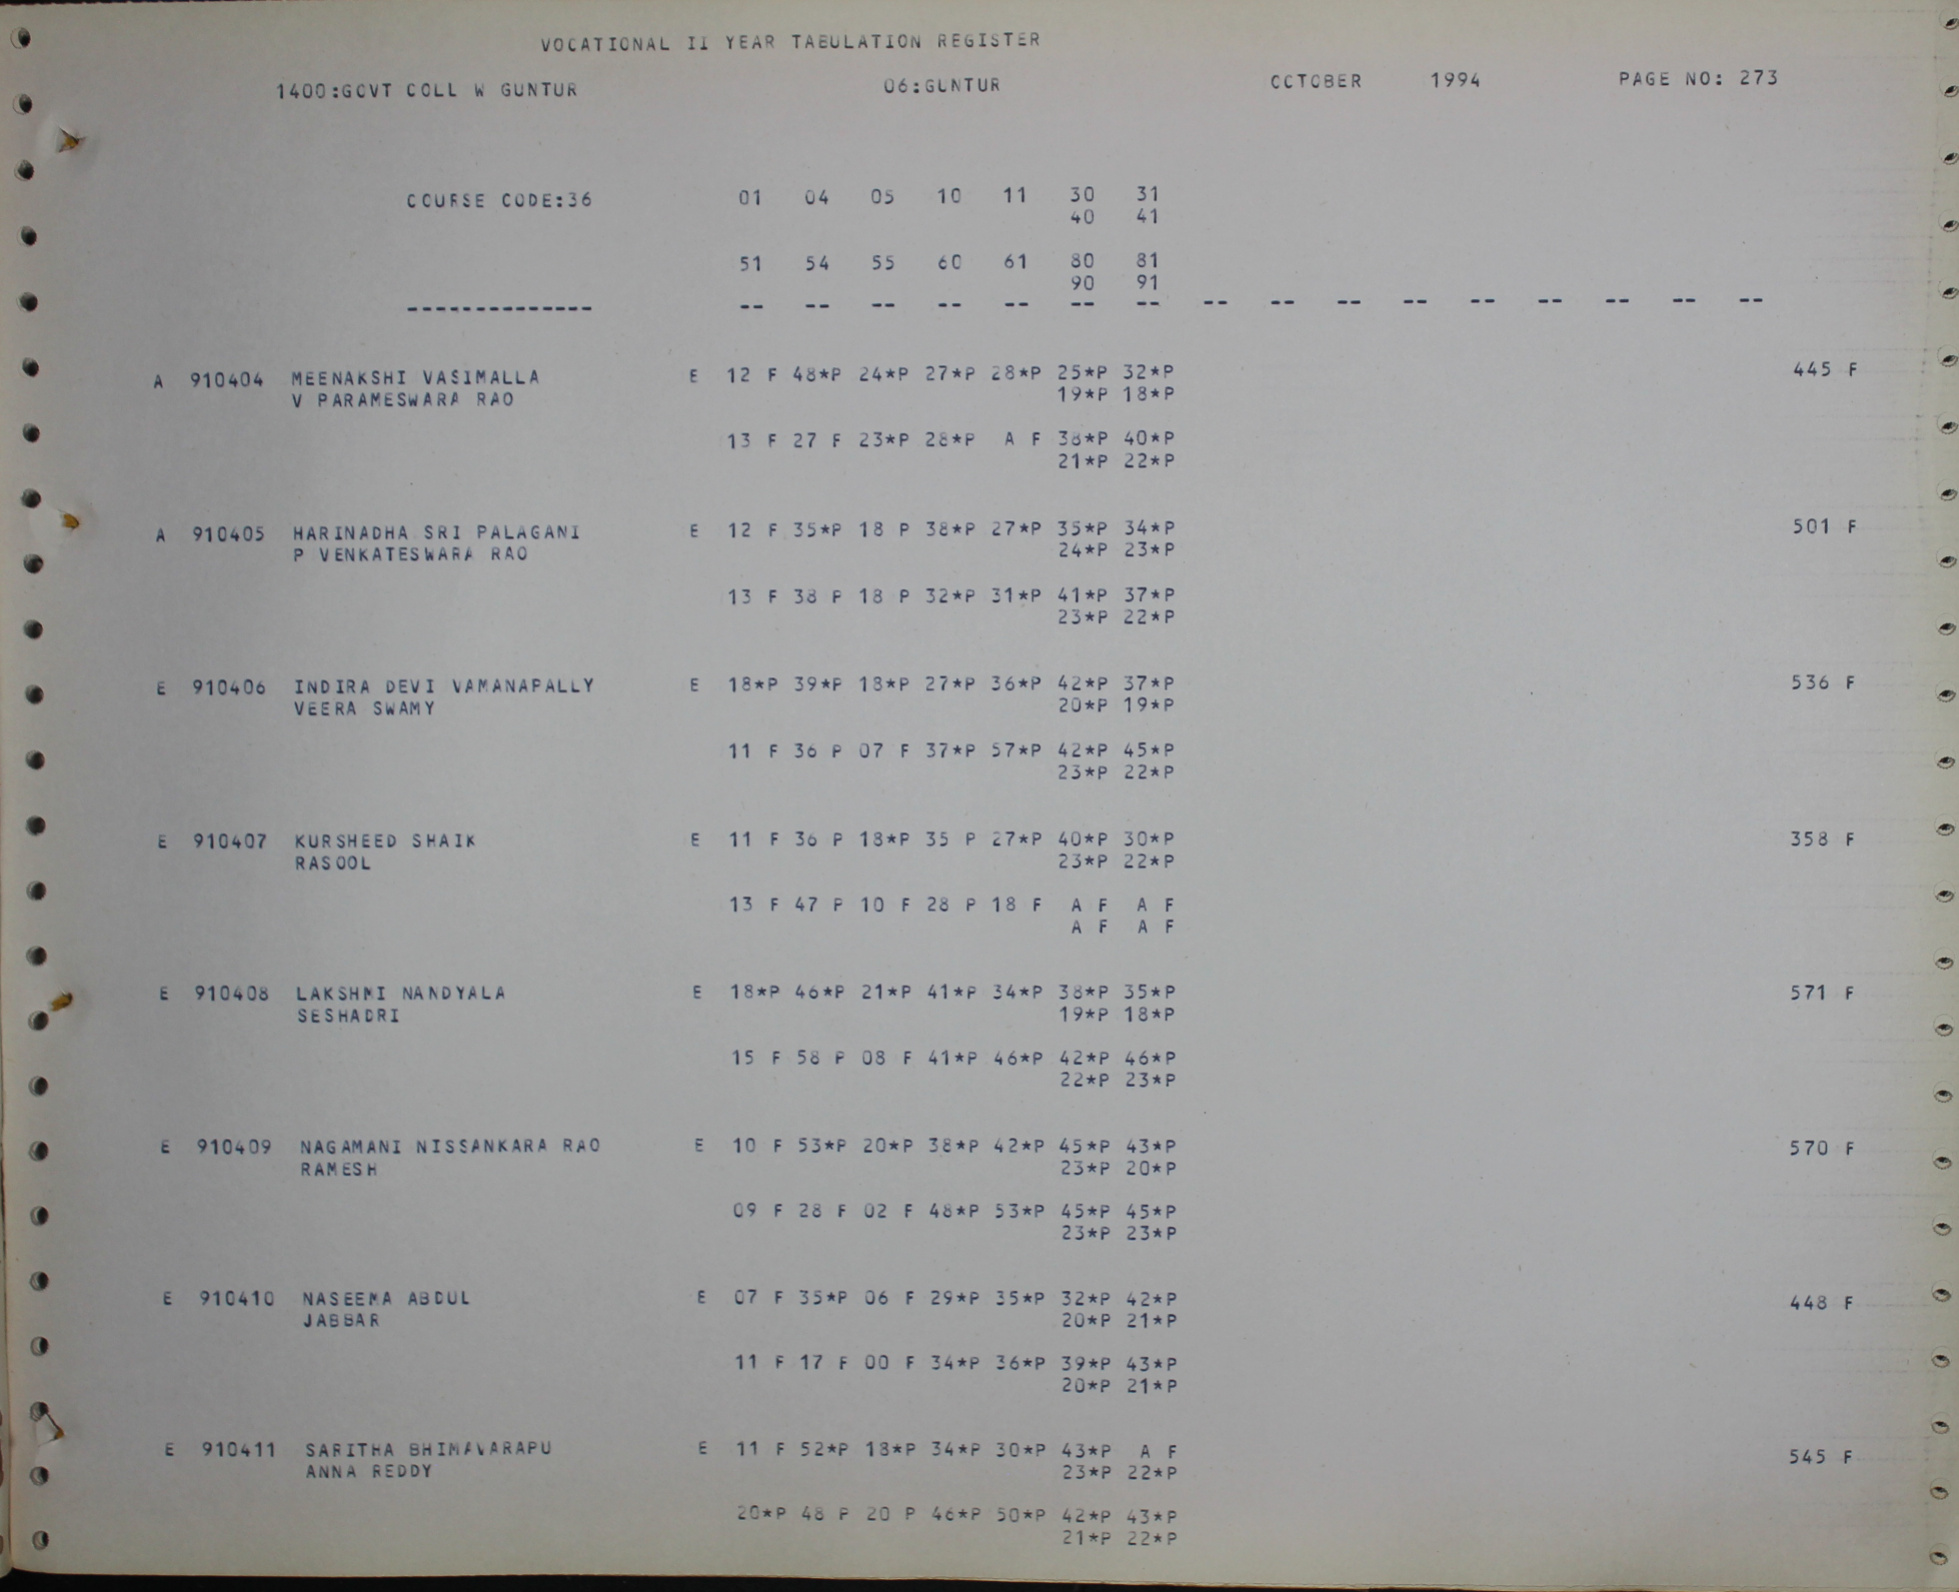 VOCATIONAL II YEAR TABULATION REGISTER
1400:GOVT COLL W GUNTUR 06:GUNTUR OCTOBER 1994 PAGE NO: 273
COURSE CODE:36 01 04 05 10 11 30 31
40 41
51 54 55 60 61 80 81
90 91
-------------- -- -- -- -- -- -- -- -- -- -- -- -- -- -- -- --
A 910404 MEENAKSHI VASIMALLA E 12 F 48*P 24*P 27*P 28*P 25*P 32*P 445 F
V PARAMESWARA RAO 19*P 18*P
13 F 27 F 23*P 28*P A F 38*P 40*P
21*P 22*P
A 910405 HARINADHA SRI PALAGANI E 12 F 35*P 18 P 38*P 27*P 35*P 34*P 501 F
P VENKATESWARA RAO 24*P 23*P
13 F 38 P 18 P 32*P 31*P 41*P 37*P
23*P 22*P
E 910406 INDIRA DEVI VAMANAPALLY E 18*P 39*P 18*P 27*P 36*P 42*P 37*P 536 F
VEERA SWAMY 20*P 19*P
11 F 36 P 07 F 37*P 57*P 42*P 45*P
23*P 22*P
E 910407 KURSHEED SHAIK E 11 F 36 P 18*P 35 P 27*P 40*P 30*P 358 F
RASOOL 23*P 22*P
13 F 47 P 10 F 28 P 18 F A F A F
A F A F
E 910408 LAKSHMI NANDYALA E 18*P 46*P 21*P 41*P 34*P 38*P 35*P 571 F
SESHADRI 19*P 18*P
15 F 58 P 08 F 41*P 46*P 42*P 46*P
22*P 23*P
E 910409 NAGAMANI NISSANKARA RAO E 10 F 53*P 20*P 38*P 42*P 45*P 43*P 570 F
RAMESH 23*P 20*P
09 F 28 F 02 F 48*P 53*P 45*P 45*P
23*P 23*P
E 910410 NASEEMA ABDUL E 07 F 35*P 06 F 29*P 35*P 32*P 42*P 448 F
JABBAR 20*P 21*P
11 F 17 F 00 F 34*P 36*P 39*P 43*P
20*P 21*P
E 910411 SARITHA BHIMAVARAPU E 11 F 52*P 18*P 34*P 30*P 43*P A F 545 F
ANNA REDDY 23*P 22*P
20*P 48 P 20 P 46*P 50*P 42*P 43*P
21*P 22*P